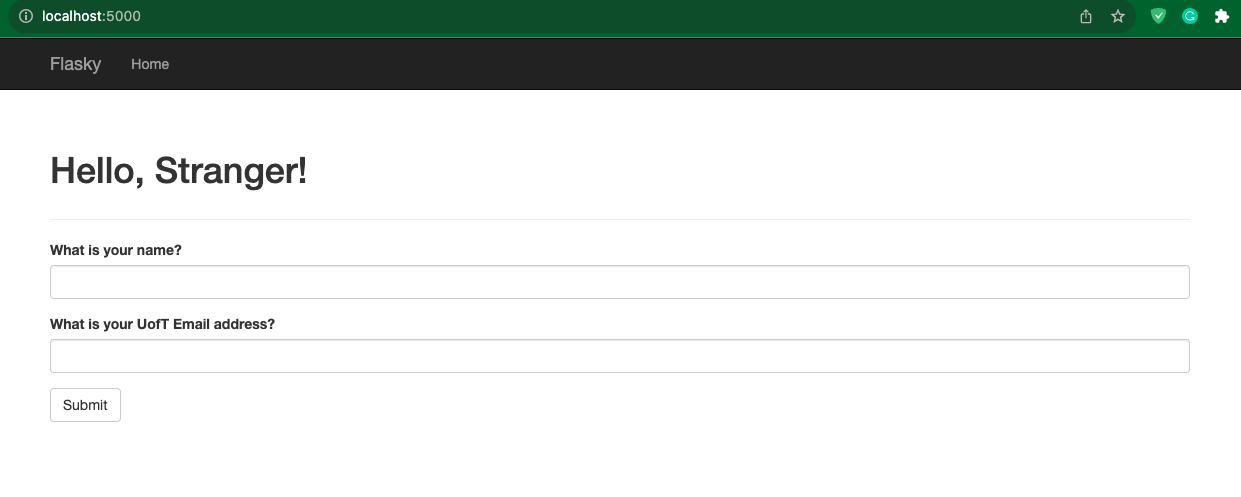 localhost:5000
Flasky Home
Hello, Stranger!
What is your name?
What is your UofT Email address?
Submit